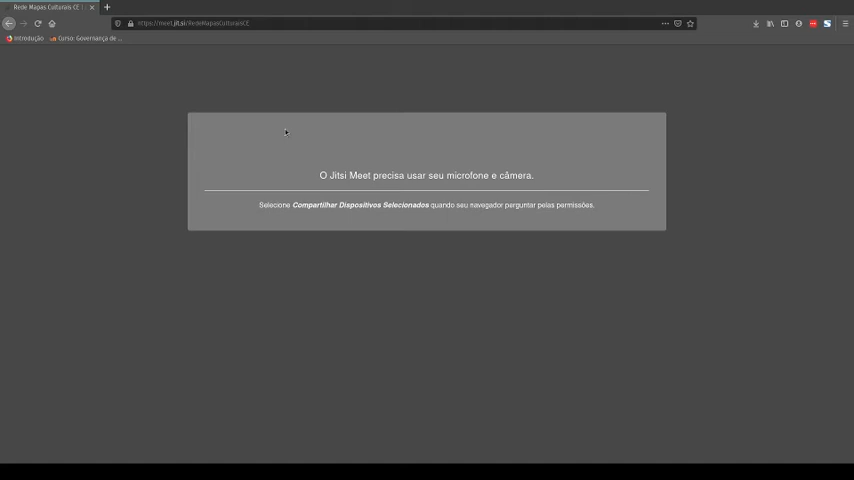 Rede Mapas Culturais CE |
https://meet.jit.si/RedeMapasCulturaisCE
Introdução
Curso: Governança de ...
O Jitsi Meet precisa usar seu microfone e câmera.
Selecione Compartilhar Dispositivos Selecionados quando seu navegador perguntar pelas permissões.